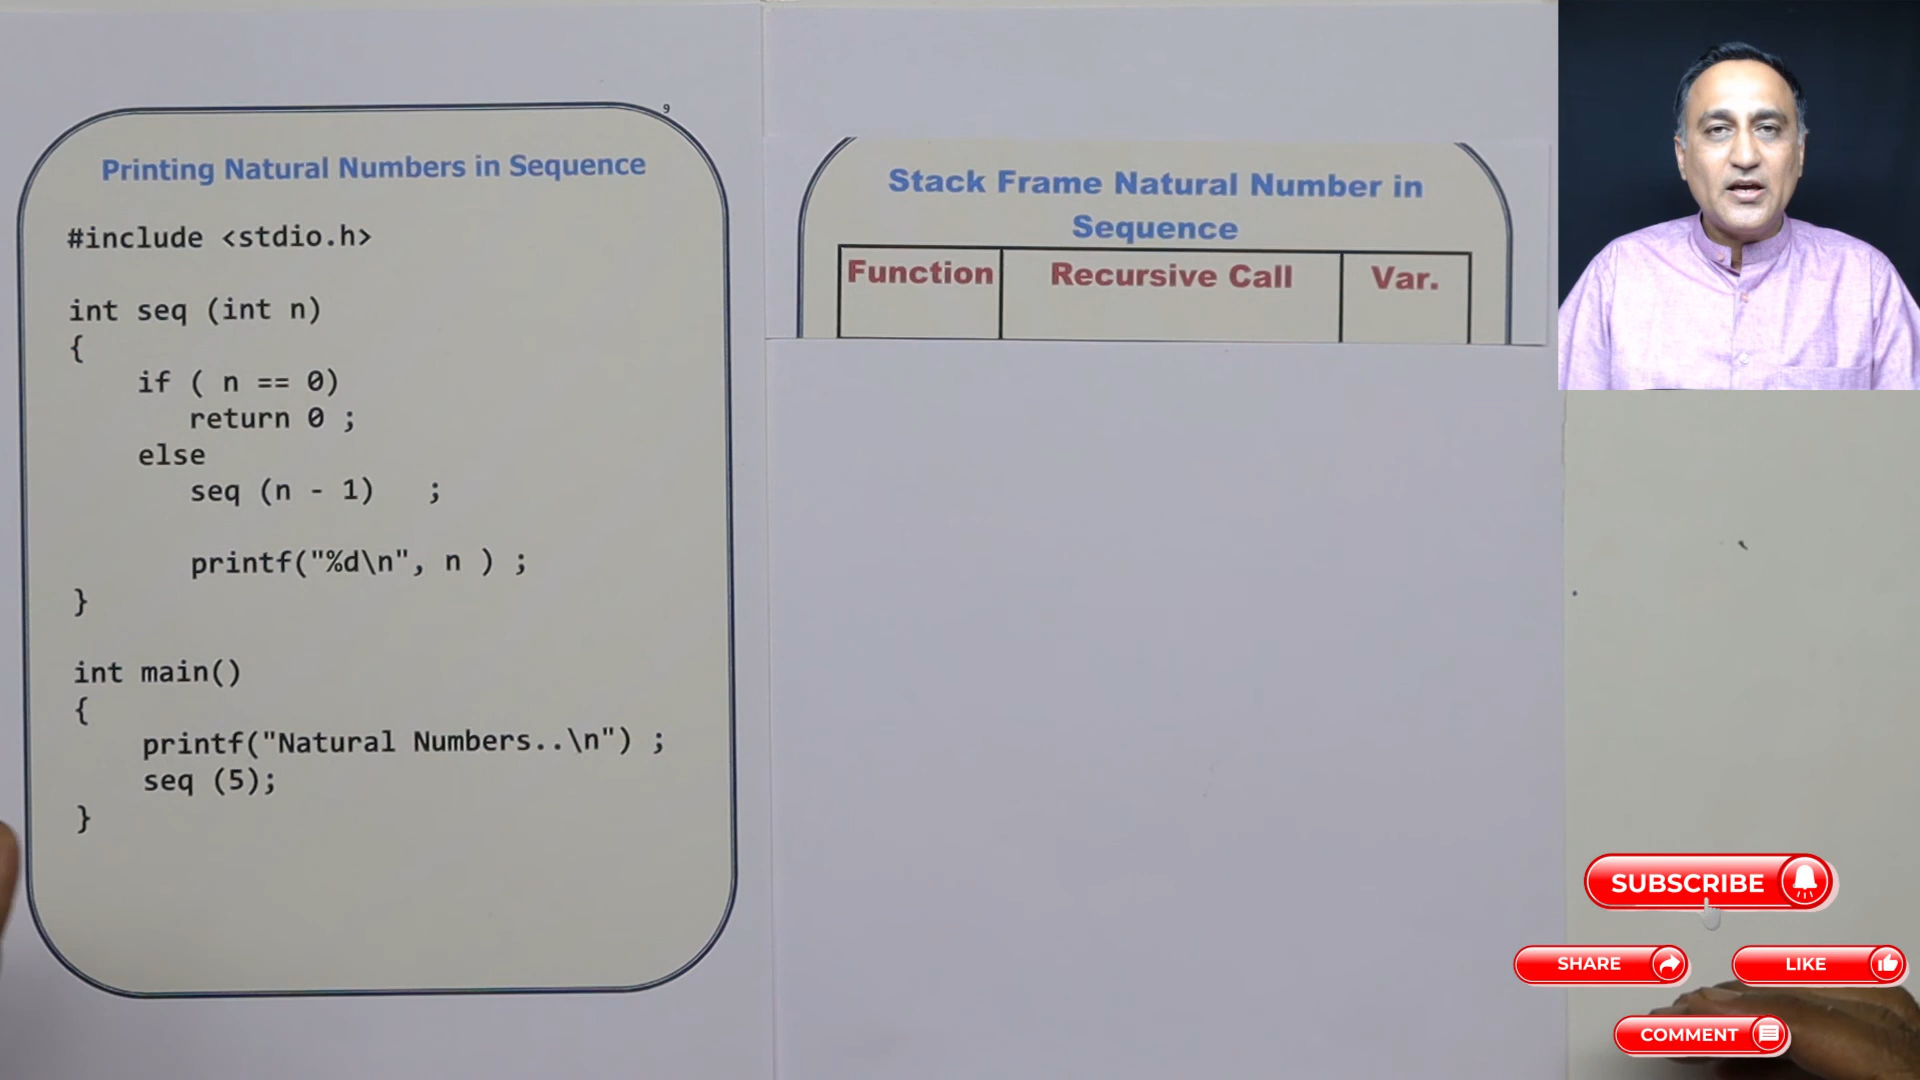 9
Printing Natural Numbers in Sequence
#include <stdio.h>
int seq (int n)
{
if ( n == 0)
return 0 ;
else
seq (n - 1) ;
printf("%d\n", n ) ;
}
int main()
{
printf("Natural Numbers..\n") ;
seq (5);
}
Stack Frame Natural Number in
Sequence
Function Recursive Call Var.
SUBSCRIBE
SHARE LIKE
COMMENT